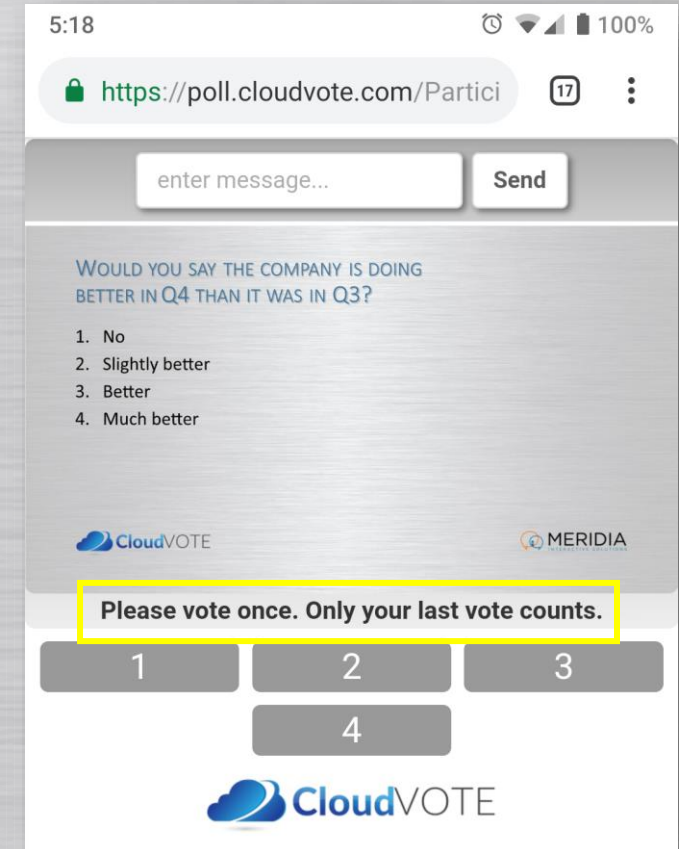 5:18 100%
https://poll.cloudvote.com/Partici 17
enter message... Send
WOULD YOU SAY THE COMPANY IS DOING
BETTER IN Q4 THAN IT WAS IN Q3?
1. No
2. Slightly better
3. Better
4. Much better
CloudVOTE MERIDIA
INTERACTIVE SOLUTIONS
Please vote once. Only your last vote counts.
1 2 3
4
CloudVOTE